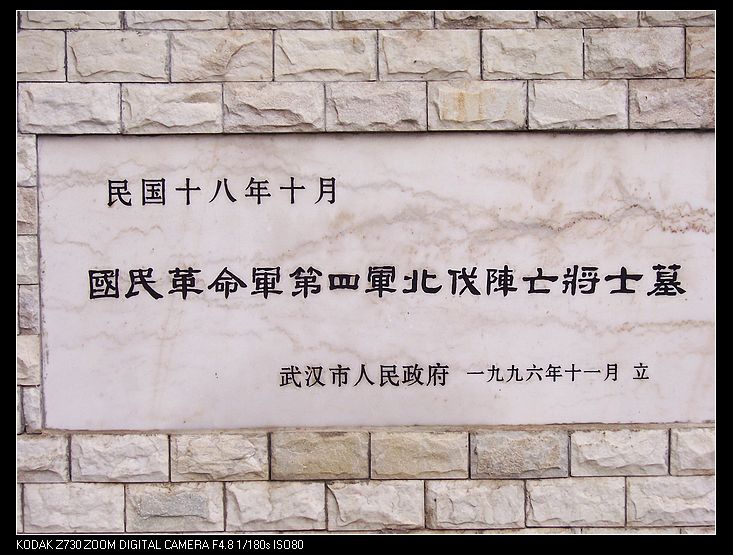 民国十八年十月
國民革命軍第四軍北伐陣亡將士墓
武汉市人民政府 一九九六年十一月 立
KODAK Z730 ZOOM DIGITAL CAMERA F4.8 1/180s ISO80